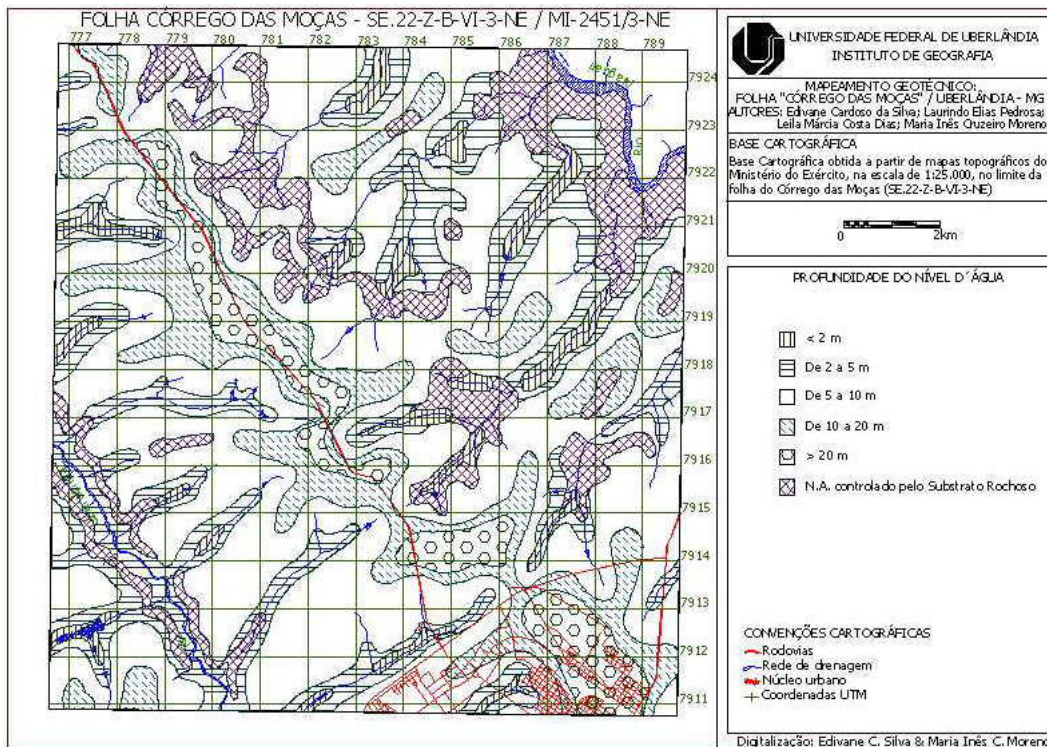 FOLHA CÓRREGO DAS MOÇAS - SE.22-Z-B-VI-3-NE / MI-2451/3-NE
777 778 779 780 781 782 783 784 785 786 787 788 789
7924
7923
7922
7921
7920
7919
7918
7917
7916
7915
7914
7913
7912
7911
Rio
UNIVERSIDADE FEDERAL DE UBERLÂNDIA
INSTITUTO DE GEOGRAFIA
MAPEAMENTO GEOTÉCNICO:
FOLHA "CÓRREGO DAS MOÇAS" / UBERLÂNDIA - MG
AUTORES: Edivane Cardoso da Silva; Laurindo Elias Pedrosa;
Leila Márcia Costa Dias; Maria Inês Cruzeiro Moreno
BASE CARTOGRÁFICA
Base Cartográfica obtida a partir de mapas topográficos do
Ministério do Exército, na escala de 1:25.000, no limite da
folha do Córrego das Moças (SE.22-Z-B-VI-3-NE)
0 2km
PROFUNDIDADE DO NÍVEL D´ÁGUA
< 2 m
De 2 a 5 m
De 5 a 10 m
De 10 a 20 m
> 20 m
N.A. controlado pelo Substrato Rochoso
CONVENÇÕES CARTOGRÁFICAS
Rodovias
Rede de drenagem
Núcleo urbano
Coordenadas UTM
Digitalização: Edivane C. Silva & Maria Inês C. Moreno